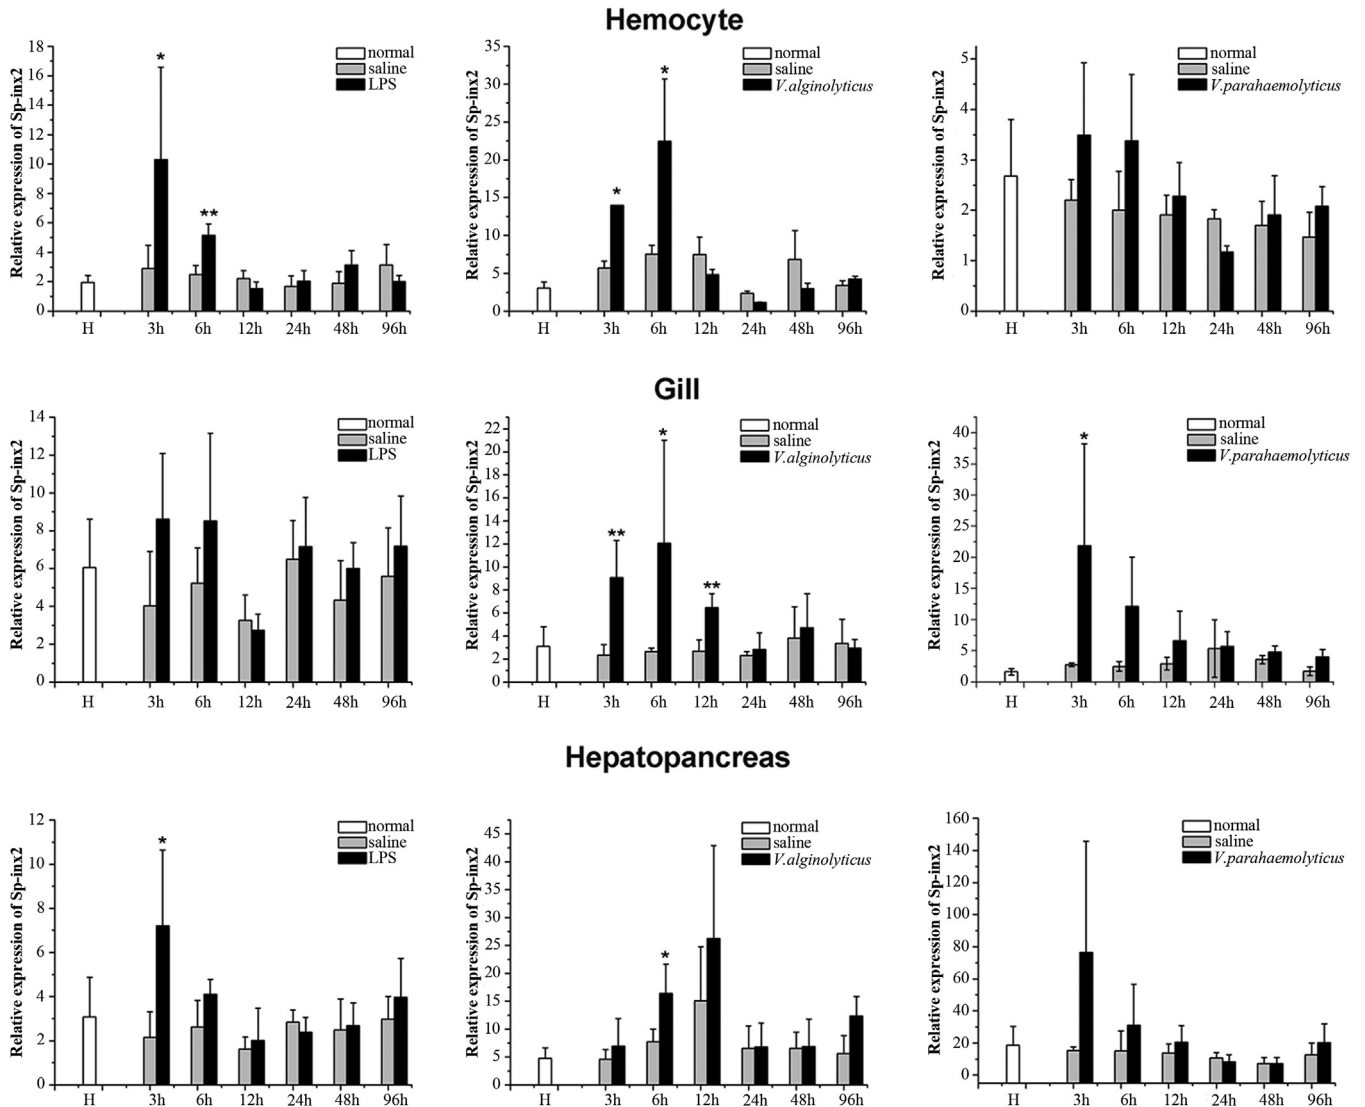 Hemocyte
Relative expression of Sp-inx2
18
16
14
12
10
8
6
4
2
0
normal
saline
LPS
*
**
H 3h 6h 12h 24h 48h 96h
Relative expression of Sp-inx2
35
30
25
20
15
10
5
0
normal
saline
V.alginolyticus
*
*
H 3h 6h 12h 24h 48h 96h
Relative expression of Sp-inx2
5
4
3
2
1
0
normal
saline
V.parahaemolyticus
H 3h 6h 12h 24h 48h 96h
Gill
Relative expression of Sp-inx2
14
12
10
8
6
4
2
0
normal
saline
LPS
H 3h 6h 12h 24h 48h 96h
Relative expression of Sp-inx2
22
20
18
16
14
12
10
8
6
4
2
0
normal
saline
V.alginolyticus
**
*
**
H 3h 6h 12h 24h 48h 96h
Relative expression of Sp-inx2
40
35
30
25
20
15
10
5
0
normal
saline
V.parahaemolyticus
*
H 3h 6h 12h 24h 48h 96h
Hepatopancreas
Relative expression of Sp-inx2
12
10
8
6
4
2
0
normal
saline
LPS
*
H 3h 6h 12h 24h 48h 96h
Relative expression of Sp-inx2
45
40
35
30
25
20
15
10
5
0
normal
saline
V.alginolyticus
*
H 3h 6h 12h 24h 48h 96h
Relative expression of Sp-inx2
160
140
120
100
80
60
40
20
0
normal
saline
V.parahaemolyticus
H 3h 6h 12h 24h 48h 96h